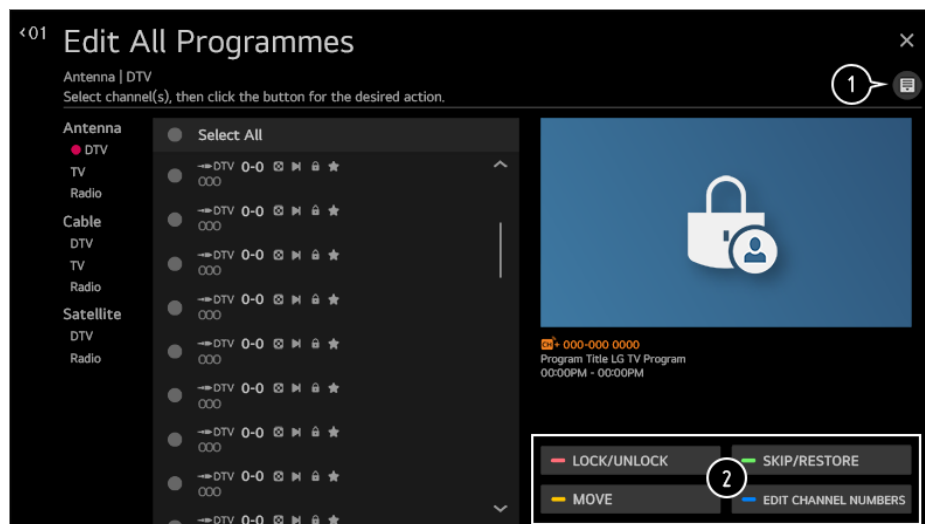 ‹01 Edit All Programmes
Antenna | DTV
Select channel(s), then click the button for the desired action.
1
Antenna
DTV
TV
Radio
Cable
DTV
TV
Radio
Satellite
DTV
Radio
Select All
DTV 0-0
000
DTV 0-0
000
DTV 0-0
000
DTV 0-0
000
DTV 0-0
000
DTV 0-0
000
DTV 0-0
000
DTV 0-0
000
DTV 0-0
CH+ 000-000 0000
Program Title LG TV Program
00:00PM - 00:00PM
LOCK/UNLOCK
SKIP/RESTORE
2
MOVE
EDIT CHANNEL NUMBERS